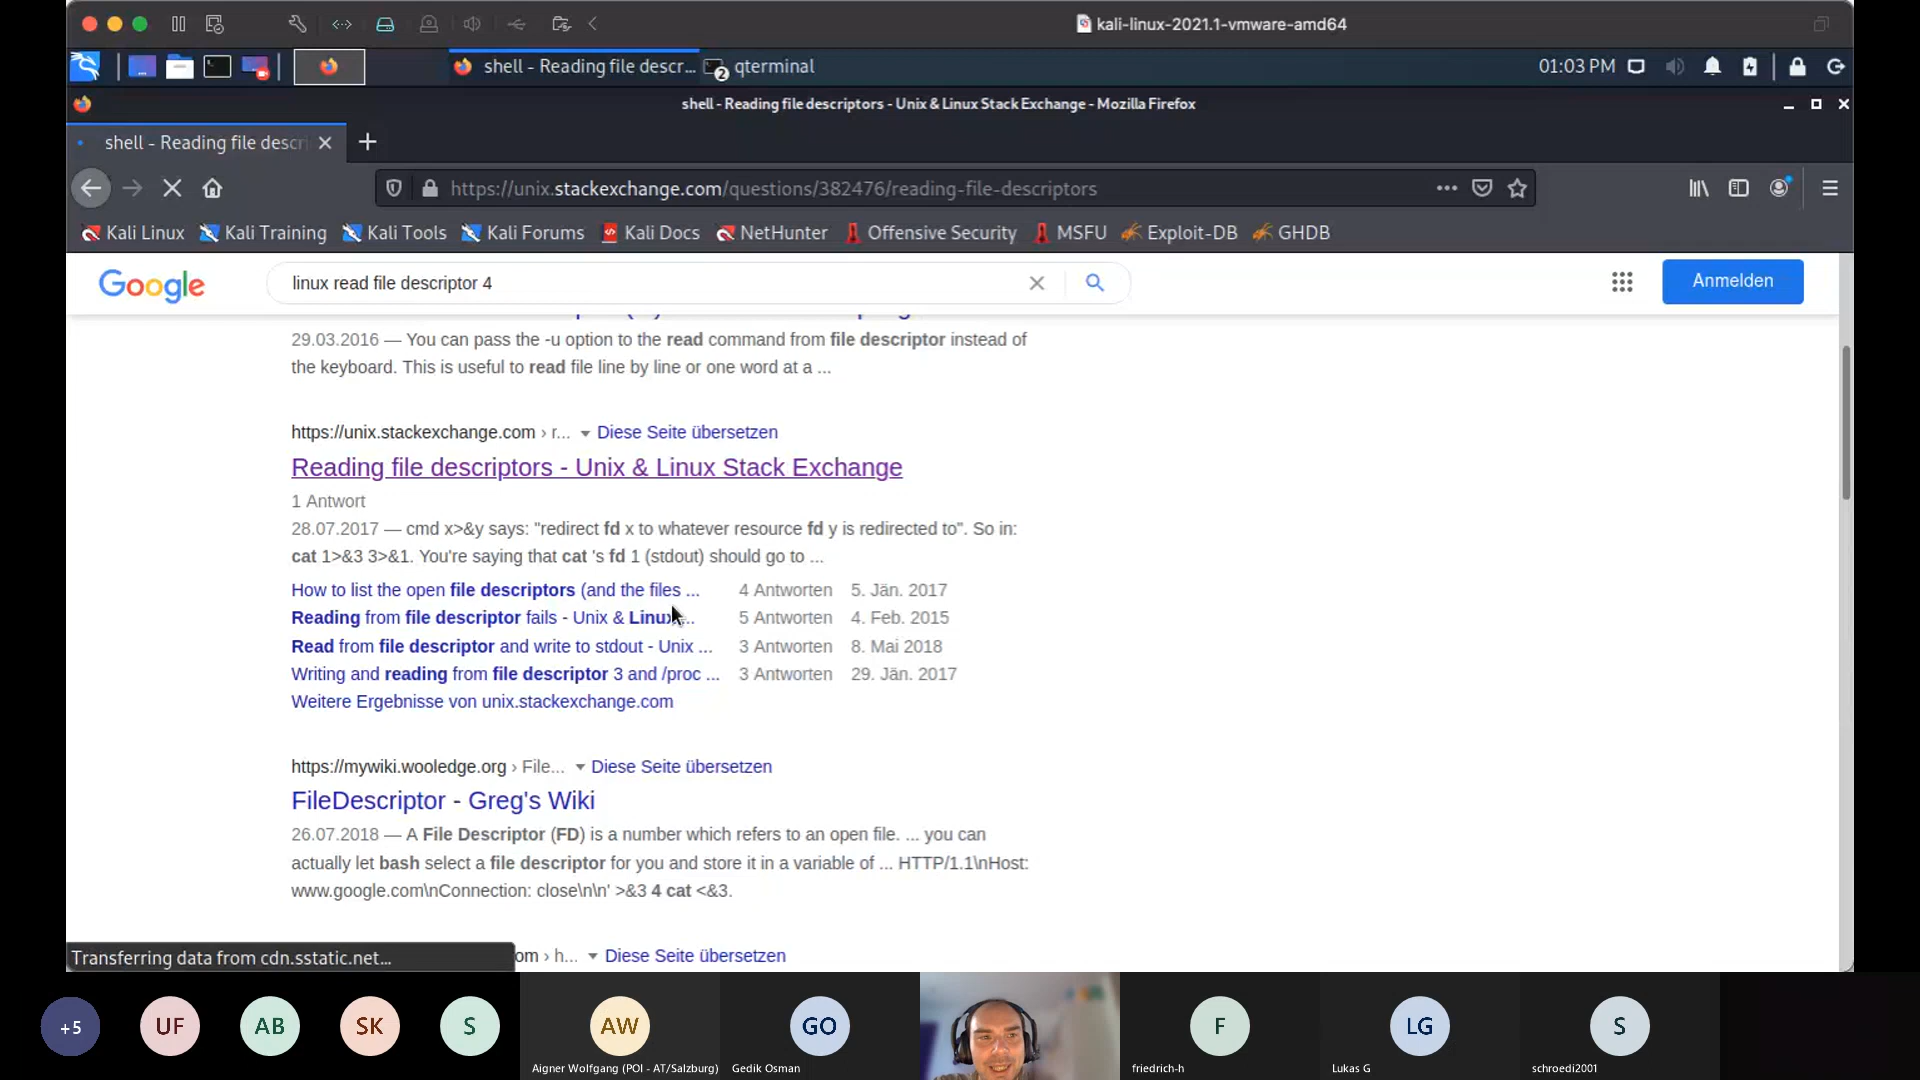 kali-linux-2021.1-vmware-amd64
shell - Reading file descr...
2
qterminal
01:03 PM
shell - Reading file descriptors - Unix & Linux Stack Exchange - Mozilla Firefox
shell - Reading file descri
https://unix.stackexchange.com/questions/382476/reading-file-descriptors
Kali Linux
Kali Training
Kali Tools
Kali Forums
Kali Docs
NetHunter
Offensive Security
MSFU
Exploit-DB
GHDB
Google
linux read file descriptor 4
Anmelden
29.03.2016 — You can pass the -u option to the read command from file descriptor instead of
the keyboard. This is useful to read file line by line or one word at a ...
https://unix.stackexchange.com › r... Diese Seite übersetzen
Reading file descriptors - Unix & Linux Stack Exchange
1 Antwort
28.07.2017 — cmd x>&y says: "redirect fd x to whatever resource fd y is redirected to". So in:
cat 1>&3 3>&1. You're saying that cat 's fd 1 (stdout) should go to ...
How to list the open file descriptors (and the files ... 4 Antworten 5. Jän. 2017
Reading from file descriptor fails - Unix & Linux ... 5 Antworten 4. Feb. 2015
Read from file descriptor and write to stdout - Unix ... 3 Antworten 8. Mai 2018
Writing and reading from file descriptor 3 and /proc ... 3 Antworten 29. Jän. 2017
Weitere Ergebnisse von unix.stackexchange.com
https://mywiki.wooledge.org › File... Diese Seite übersetzen
FileDescriptor - Greg's Wiki
26.07.2018 — A File Descriptor (FD) is a number which refers to an open file. ... you can
actually let bash select a file descriptor for you and store it in a variable of ... HTTP/1.1\nHost:
www.google.com\nConnection: close\n\n' >&3 4 cat <&3.
Transferring data from cdn.sstatic.net...
om › h... Diese Seite übersetzen
+5
UF
AB
SK
S
AW
GO
F
LG
S
Aigner Wolfgang (POI - AT/Salzburg)
Gedik Osman
friedrich-h
Lukas G
schroedi2001